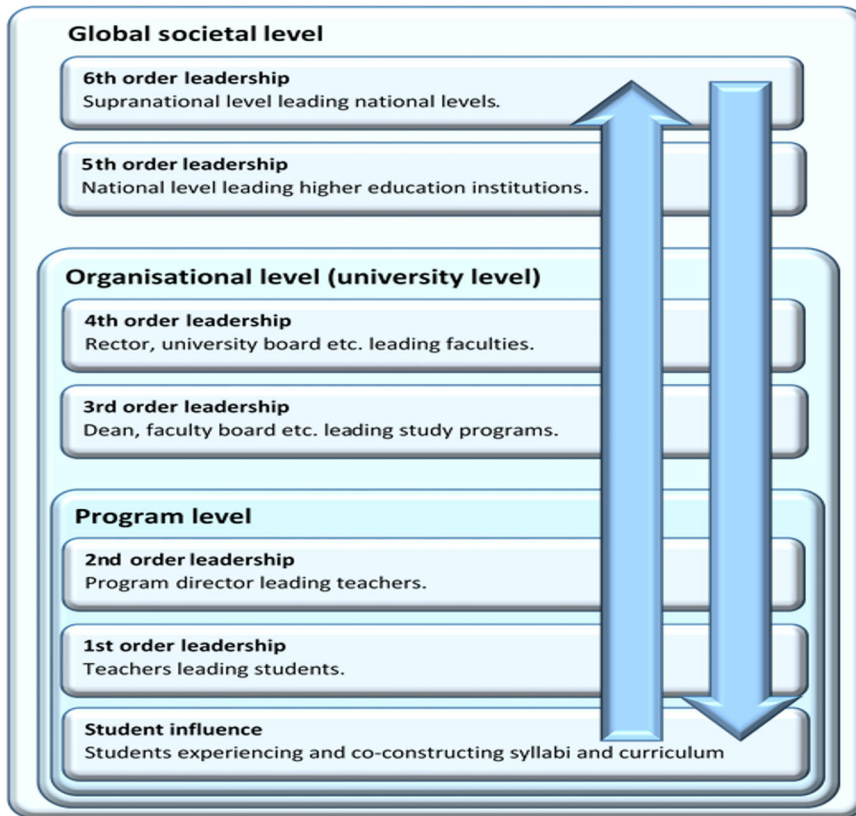 Global societal level
6th order leadership
Supranational level leading national levels.
5th order leadership
National level leading higher education institutions.
Organisational level (university level)
4th order leadership
Rector, university board etc. leading faculties.
3rd order leadership
Dean, faculty board etc. leading study programs.
Program level
2nd order leadership
Program director leading teachers.
1st order leadership
Teachers leading students.
Student influence
Students experiencing and co-constructing syllabi and curriculum